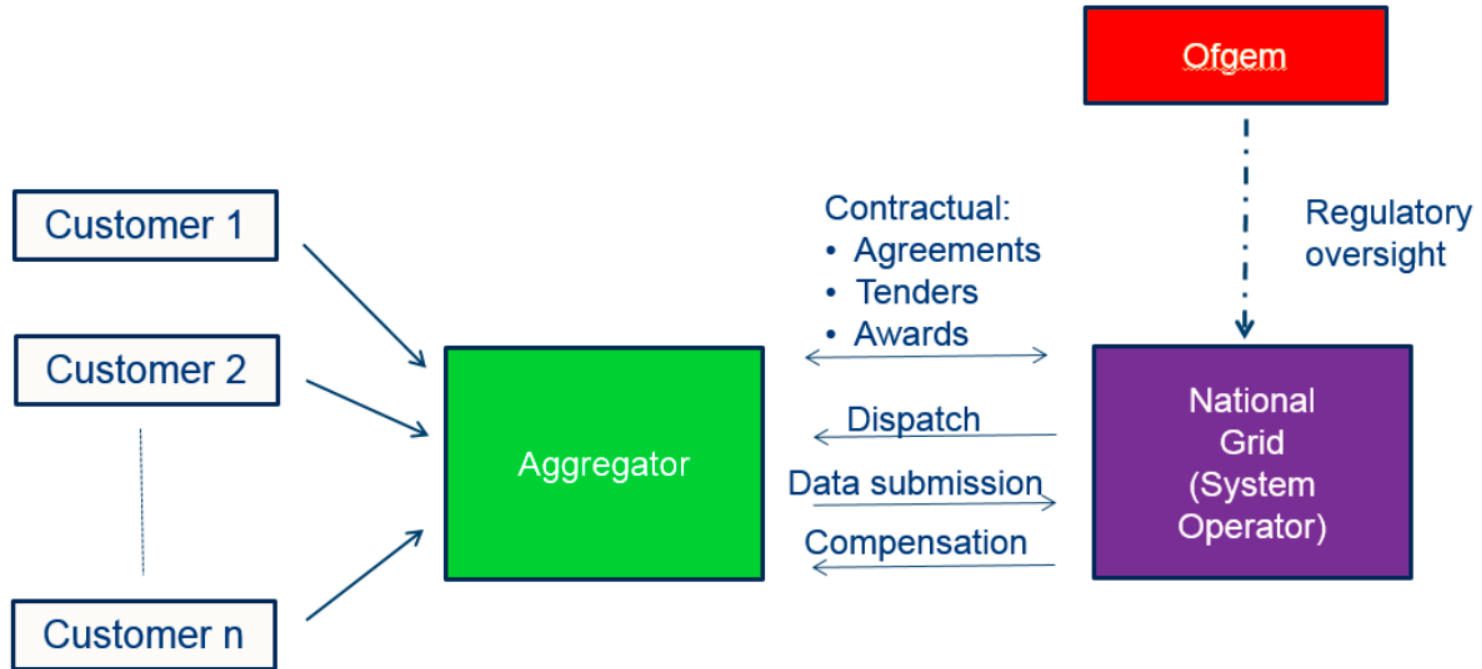 Ofgem
Customer 1
Contractual:
• Agreements
• Tenders
• Awards
Regulatory
oversight
Customer 2
Aggregator
National
Grid
(System
Operator)
Dispatch
Data submission
Compensation
Customer n